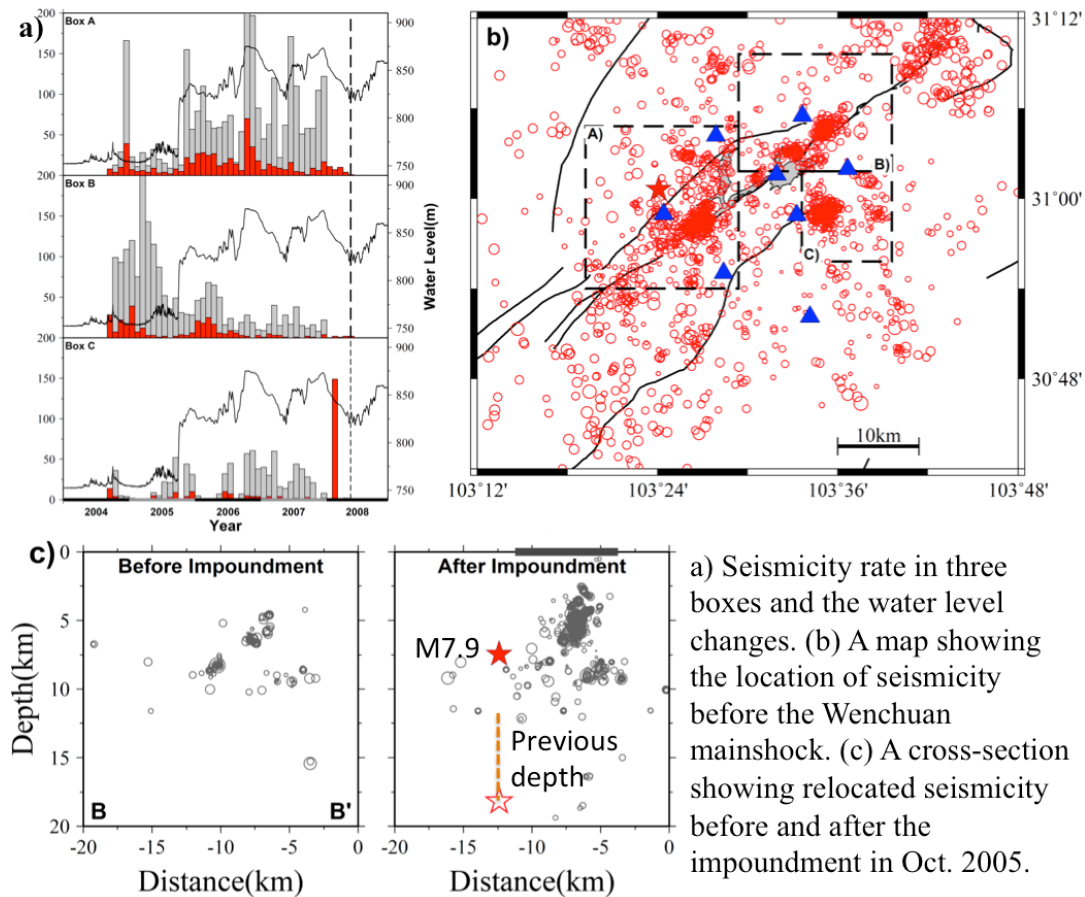 a)
Box A
200
150
100
50
200
900
850
800
750
Box B
150
100
50
200
900
850
800
750
Water Level(m)
Box C
150
100
50
0
900
850
800
750
2004 2005 2006 2007 2008
Year
b)
A)
B)
C)
10km
31°12'
31°00'
30°48'
103°12' 103°24' 103°36' 103°48'
c)
Before Impoundment
0
5
10
15
20
Depth(km)
B B'
-20 -15 -10 -5 0
Distance(km)
After Impoundment
M7.9
Previous
depth
-20 -15 -10 -5 0
Distance(km)
a) Seismicity rate in three
boxes and the water level
changes. (b) A map showing
the location of seismicity
before the Wenchuan
mainshock. (c) A cross-section
showing relocated seismicity
before and after the
impoundment in Oct. 2005.